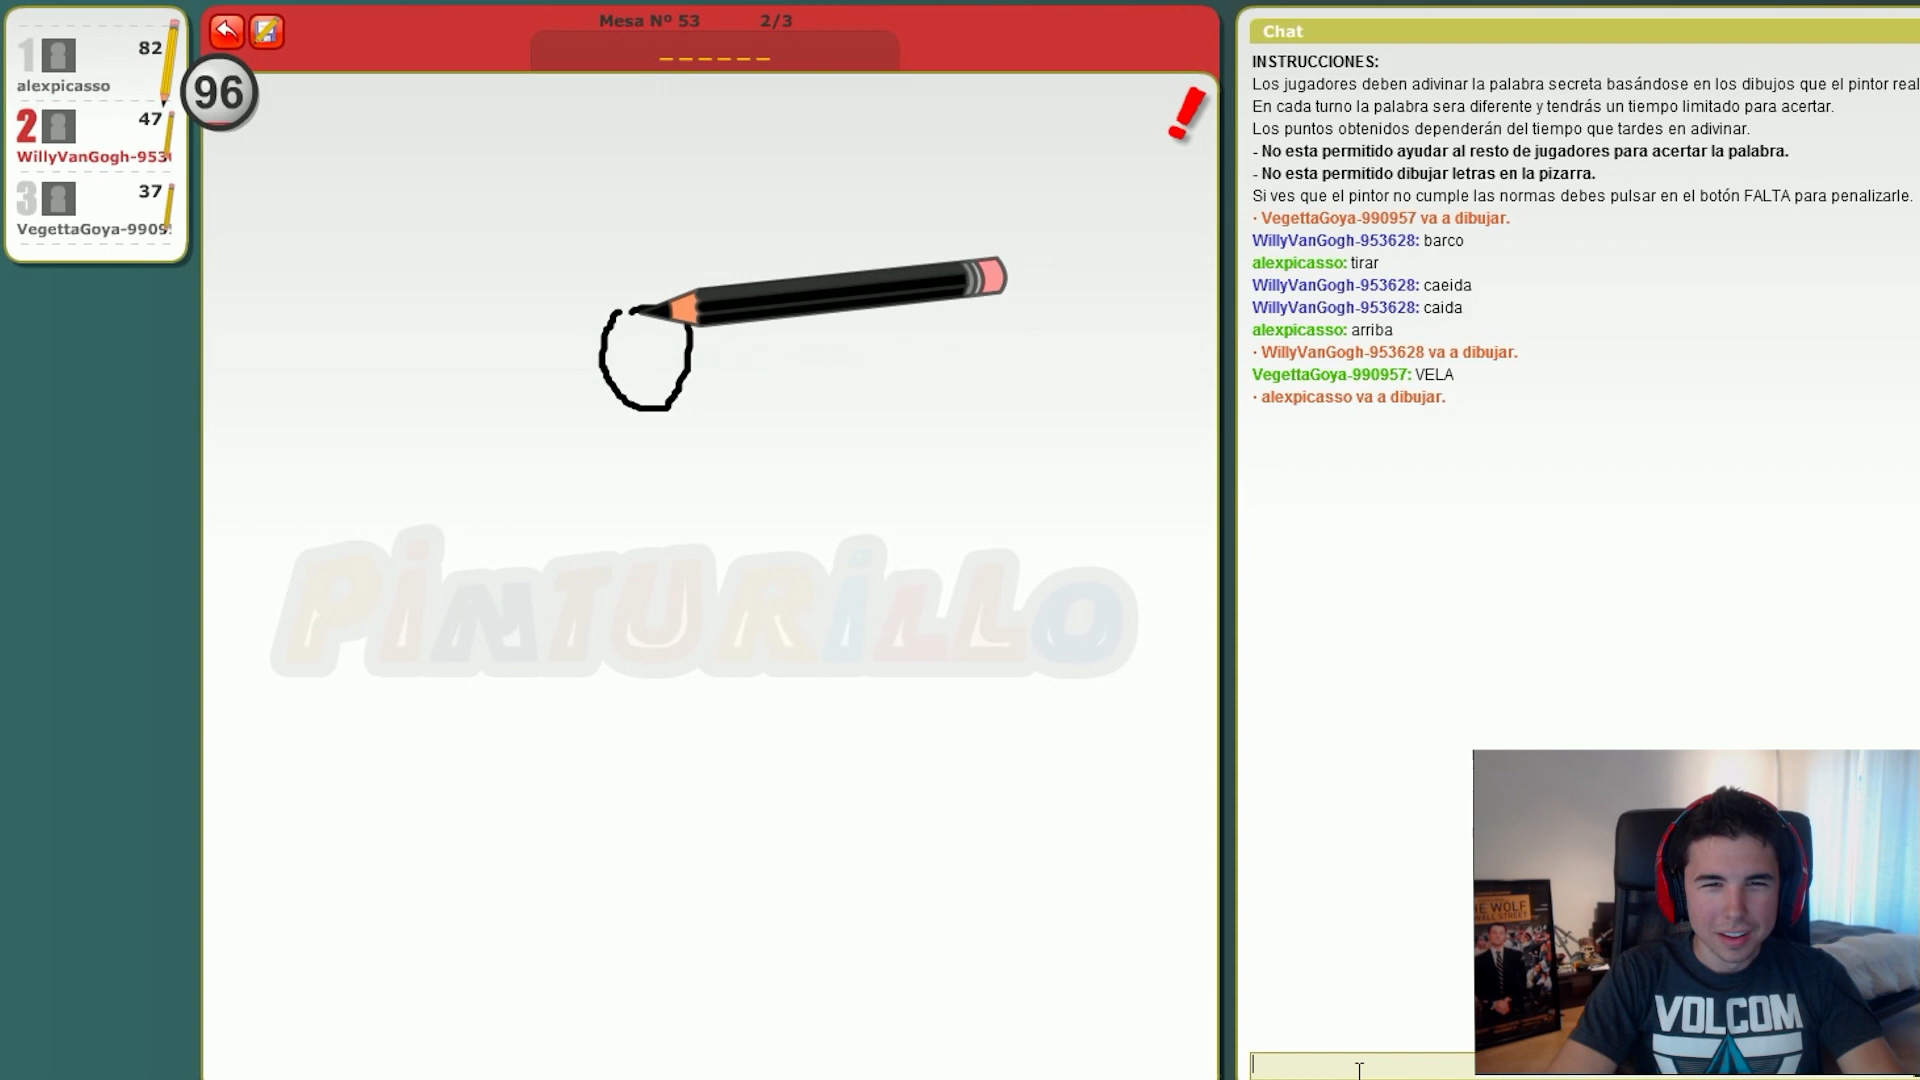 1
82
alexpicasso
2
47
WillyVanGogh-953
3
37
VegettaGoya-9909
96
Mesa Nº 53 2/3
PINTURILLO
Chat
INSTRUCCIONES:
Los jugadores deben adivinar la palabra secreta basándose en los dibujos que el pintor real
En cada turno la palabra sera diferente y tendrás un tiempo limitado para acertar.
Los puntos obtenidos dependerán del tiempo que tardes en adivinar.
- No esta permitido ayudar al resto de jugadores para acertar la palabra.
- No esta permitido dibujar letras en la pizarra.
Si ves que el pintor no cumple las normas debes pulsar en el botón FALTA para penalizarle.
· VegettaGoya-990957 va a dibujar.
WillyVanGogh-953628: barco
alexpicasso: tirar
WillyVanGogh-953628: caeida
WillyVanGogh-953628: caida
alexpicasso: arriba
· WillyVanGogh-953628 va a dibujar.
VegettaGoya-990957: VELA
· alexpicasso va a dibujar.
HE WOLF
WALL STREET
VOLCOM